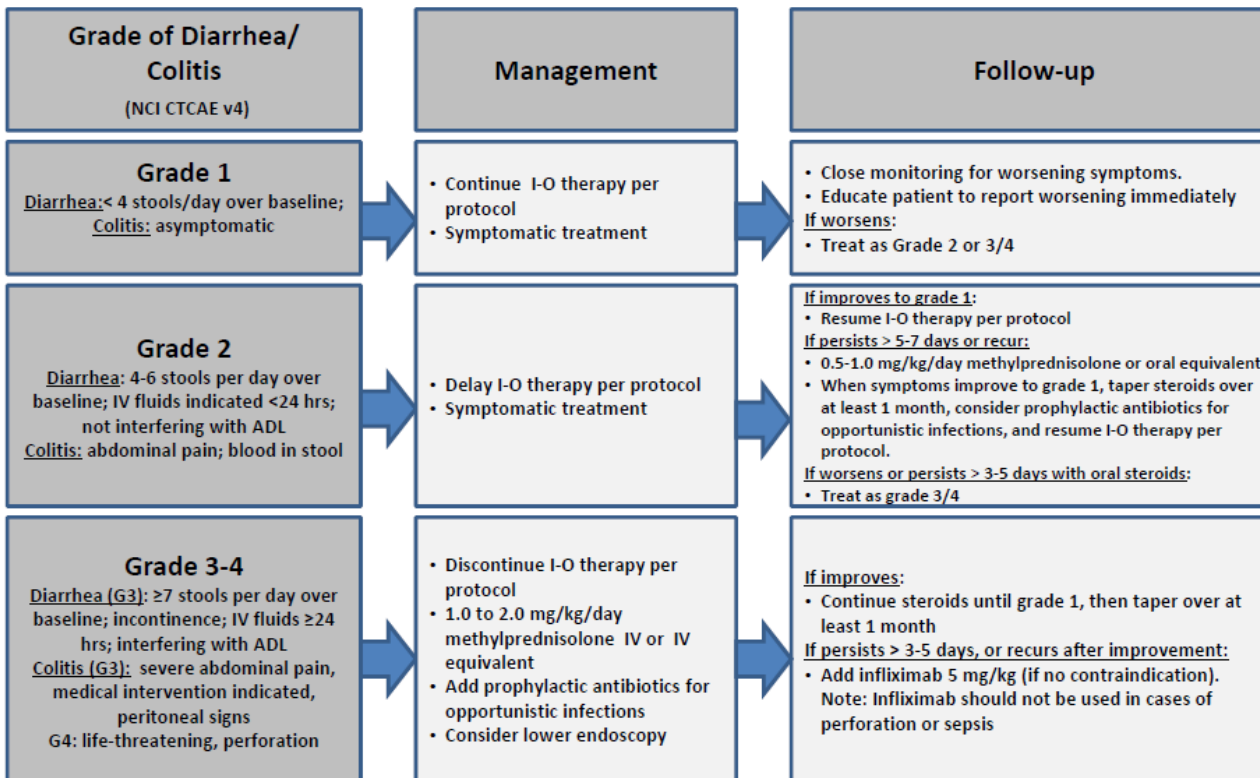 Grade of Diarrhea/
Colitis
(NCI CTCAE v4)
Management
Follow-up
Grade 1
Diarrhea:< 4 stools/day over baseline;
Colitis: asymptomatic
• Continue I-O therapy per
protocol
• Symptomatic treatment
• Close monitoring for worsening symptoms.
• Educate patient to report worsening immediately
If worsens:
• Treat as Grade 2 or 3/4
Grade 2
Diarrhea: 4-6 stools per day over
baseline; IV fluids indicated <24 hrs;
not interfering with ADL
Colitis: abdominal pain; blood in stool
• Delay I-O therapy per protocol
• Symptomatic treatment
If improves to grade 1:
• Resume I-O therapy per protocol
If persists > 5-7 days or recur:
• 0.5-1.0 mg/kg/day methylprednisolone or oral equivalent
• When symptoms improve to grade 1, taper steroids over
at least 1 month, consider prophylactic antibiotics for
opportunistic infections, and resume I-O therapy per
protocol.
If worsens or persists > 3-5 days with oral steroids:
• Treat as grade 3/4
Grade 3-4
Diarrhea (G3): ≥7 stools per day over
baseline; incontinence; IV fluids ≥24
hrs; interfering with ADL
Colitis (G3): severe abdominal pain,
medical intervention indicated,
peritoneal signs
G4: life-threatening, perforation
• Discontinue I-O therapy per
protocol
• 1.0 to 2.0 mg/kg/day
methylprednisolone IV or IV
equivalent
• Add prophylactic antibiotics for
opportunistic infections
• Consider lower endoscopy
If improves:
• Continue steroids until grade 1, then taper over at
least 1 month
If persists > 3-5 days, or recurs after improvement:
• Add infliximab 5 mg/kg (if no contraindication).
Note: Infliximab should not be used in cases of
perforation or sepsis